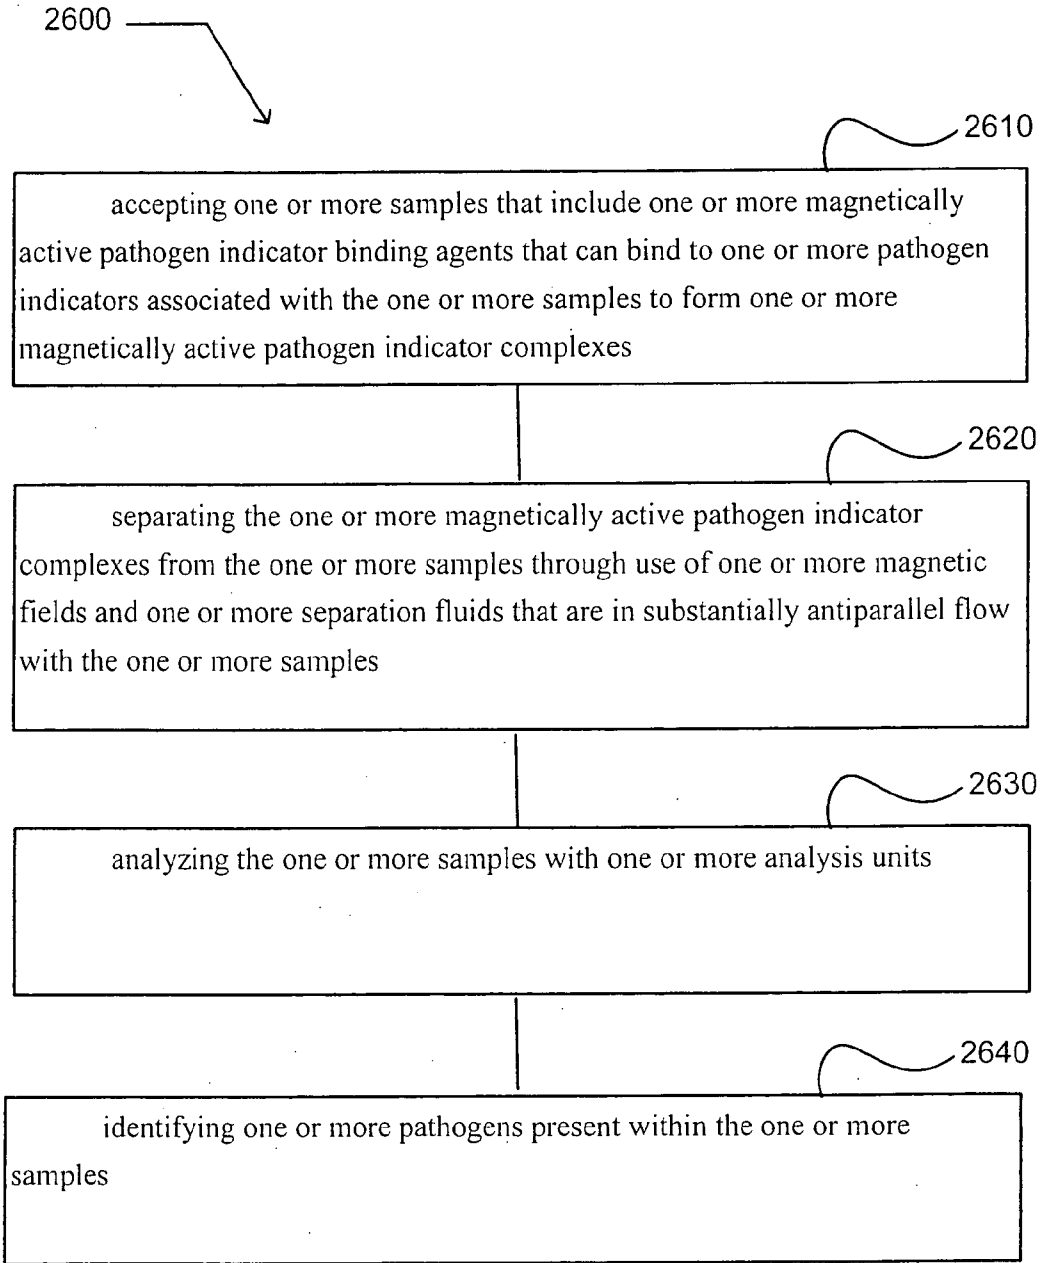 2600
2610
accepting one or more samples that include one or more magnetically
active pathogen indicator binding agents that can bind to one or more pathogen
indicators associated with the one or more samples to form one or more
magnetically active pathogen indicator complexes
2620
separating the one or more magnetically active pathogen indicator
complexes from the one or more samples through use of one or more magnetic
fields and one or more separation fluids that are in substantially antiparallel flow
with the one or more samples
2630
analyzing the one or more samples with one or more analysis units
2640
identifying one or more pathogens present within the one or more
samples